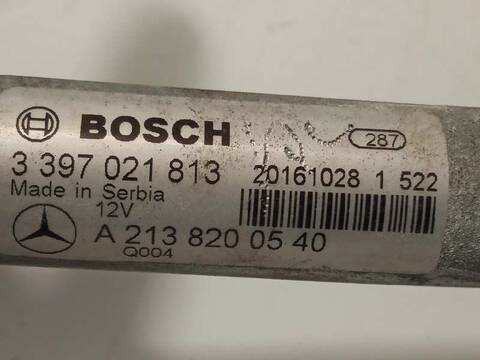 BOSCH 287
3 397 021 813 20161028 1 522
Made in Serbia
12V
A 213 820 05 40
Q004